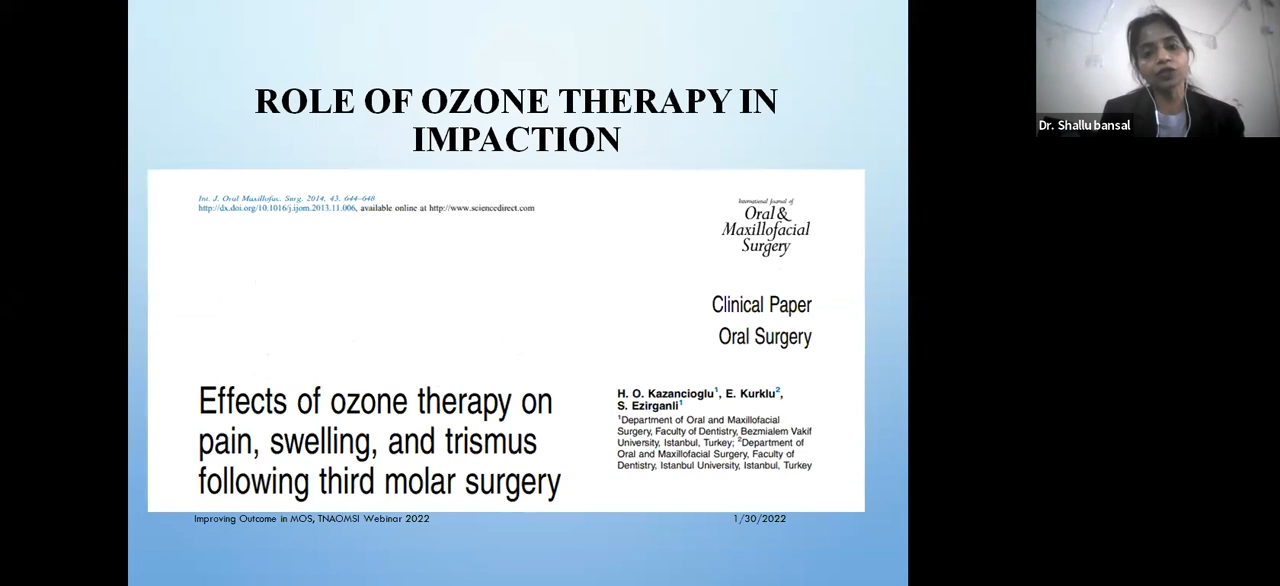 ROLE OF OZONE THERAPY IN
IMPACTION
Int. J. Oral Maxillofac. Surg. 2014; 43: 644–648
http://dx.doi.org/10.1016/j.ijom.2013.11.006, available online at http://www.sciencedirect.com
International Journal of
Oral &
Maxillofacial
Surgery
Clinical Paper
Oral Surgery
Effects of ozone therapy on
pain, swelling, and trismus
following third molar surgery
H. O. Kazancioglu1, E. Kurklu2,
S. Ezirganli1
1Department of Oral and Maxillofacial
Surgery, Faculty of Dentistry, Bezmialem Vakif
University, Istanbul, Turkey; 2Department of
Oral and Maxillofacial Surgery, Faculty of
Dentistry, Istanbul University, Istanbul, Turkey
Improving Outcome in MOS, TNAOMSI Webinar 2022
1/30/2022
Dr. Shallu bansal